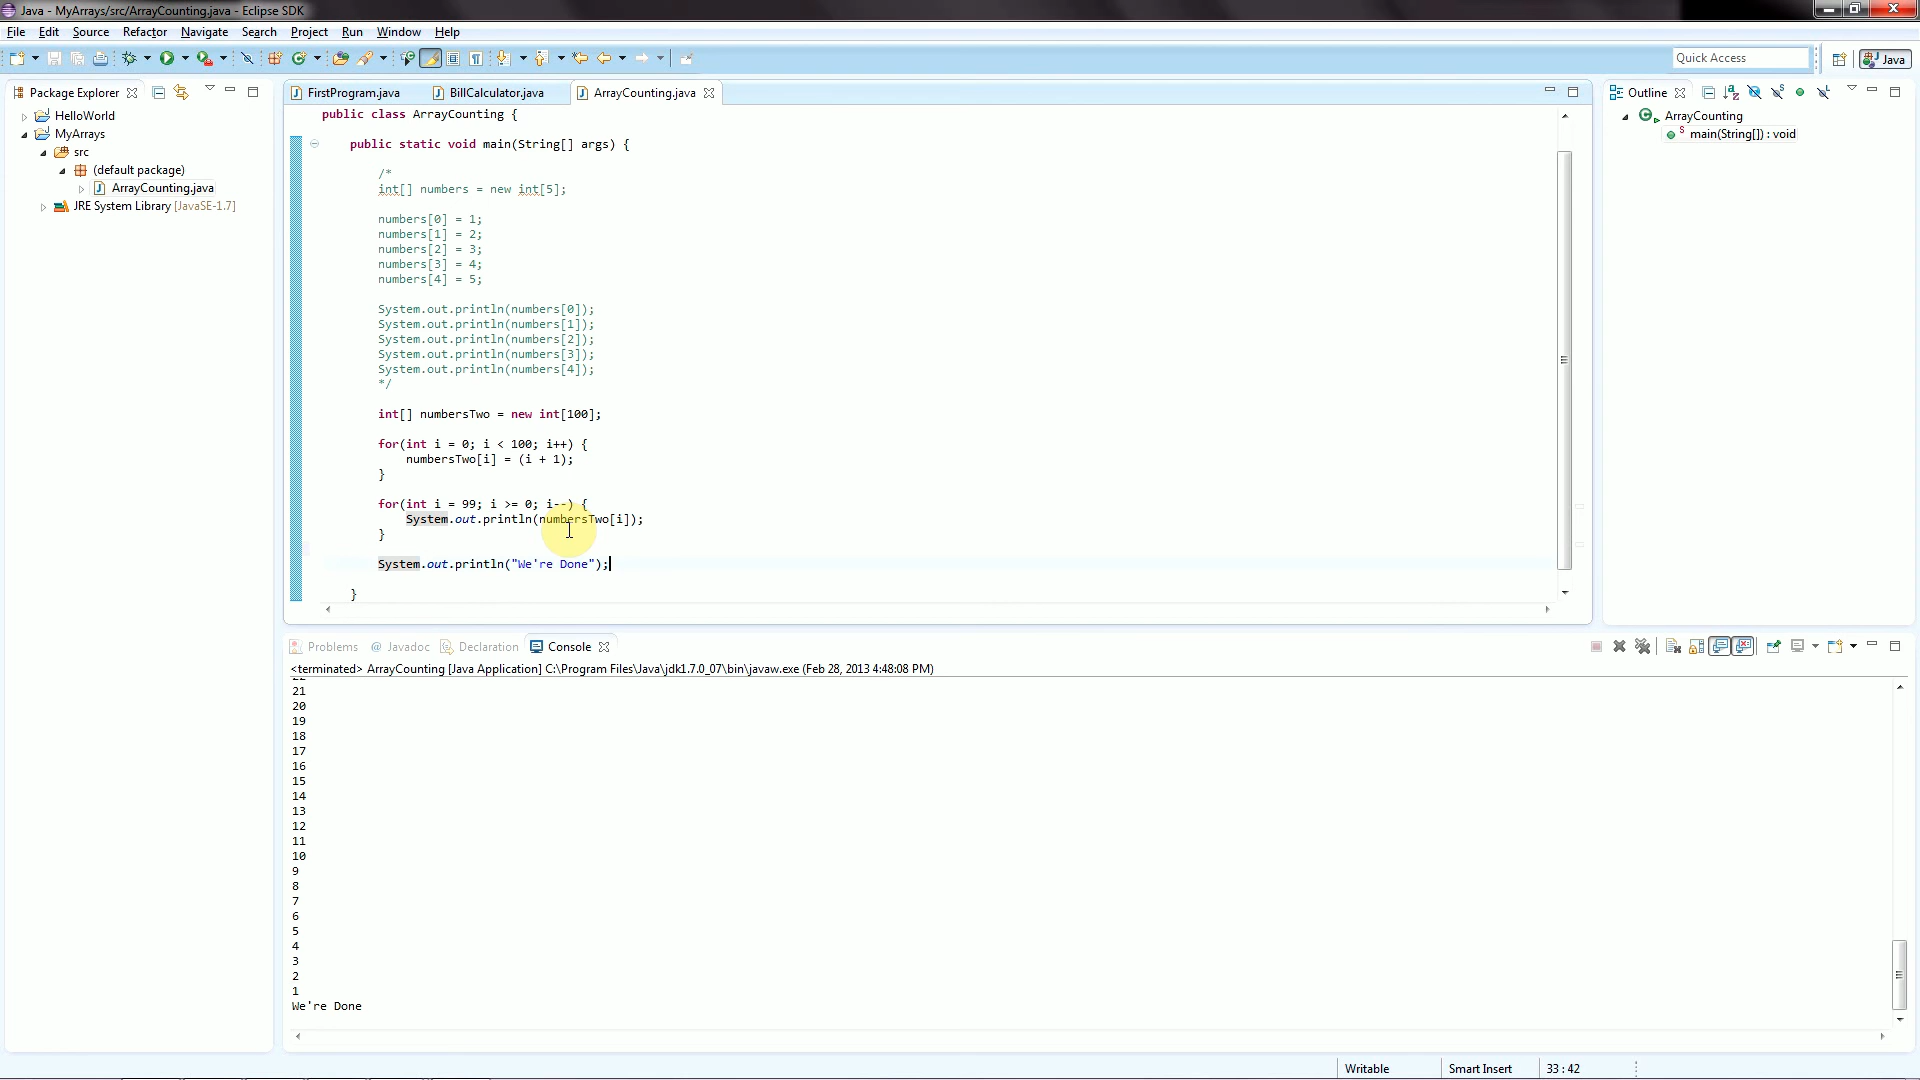 Java - MyArrays/src/ArrayCounting.java - Eclipse SDK
File Edit Source Refactor Navigate Search Project Run Window Help
Quick Access
Java
Package Explorer
HelloWorld
MyArrays
src
(default package)
ArrayCounting.java
JRE System Library [JavaSE-1.7]
FirstProgram.java BillCalculator.java ArrayCounting.java
public class ArrayCounting {
public static void main(String[] args) {
/*
int[] numbers = new int[5];
numbers[0] = 1;
numbers[1] = 2;
numbers[2] = 3;
numbers[3] = 4;
numbers[4] = 5;
System.out.println(numbers[0]);
System.out.println(numbers[1]);
System.out.println(numbers[2]);
System.out.println(numbers[3]);
System.out.println(numbers[4]);
*/
int[] numbersTwo = new int[100];
for(int i = 0; i < 100; i++) {
numbersTwo[i] = (i + 1);
}
for(int i = 99; i >= 0; i--) {
System.out.println(numbersTwo[i]);
}
System.out.println("We're Done");
}
Outline
ArrayCounting
main(String[]) : void
Problems Javadoc Declaration Console
<terminated> ArrayCounting [Java Application] C:\Program Files\Java\jdk1.7.0_07\bin\javaw.exe (Feb 28, 2013 4:48:08 PM)
21
20
19
18
17
16
15
14
13
12
11
10
9
8
7
6
5
4
3
2
1
We're Done
Writable Smart Insert 33 : 42